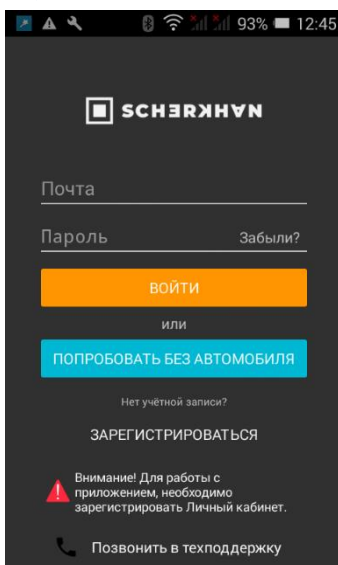 93% 12:45
SCHERKHAN
Почта
Пароль Забыли?
ВОЙТИ
или
ПОПРОБОВАТЬ БЕЗ АВТОМОБИЛЯ
Нет учётной записи?
ЗАРЕГИСТРИРОВАТЬСЯ
Внимание! Для работы с
приложением, необходимо
зарегистрировать Личный кабинет.
Позвонить в техподдержку